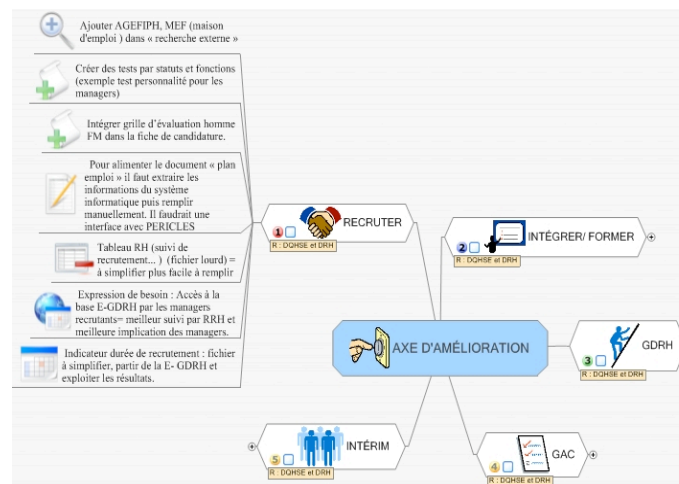 Ajouter AGEFIPH, MEF (maison
d'emploi ) dans « recherche externe »
Créer des tests par statuts et fonctions
(exemple test personnalité pour les
managers)
Intégrer grille d'évaluation homme
FM dans la fiche de candidature.
Pour alimenter le document « plan
emploi » il faut extraire les
informations du système
informatique puis remplir
manuellement. Il faudrait une
interface avec PERICLES
Tableau RH (suivi de
recrutement... ) (fichier lourd) =
à simplifier plus facile à remplir
Expression de besoin : Accès à la
base E-GDRH par les managers
recrutants= meilleur suivi par RRH et
meilleure implication des managers.
Indicateur durée de recrutement : fichier
à simplifier, partir de la E- GDRH et
exploiter les résultats.
1
RECRUTER
R : DQHSE et DRH
2
INTÉGRER/ FORMER
R : DQHSE et DRH
AXE D'AMÉLIORATION
3
GDRH
R : DQHSE et DRH
5
INTÉRIM
R : DQHSE et DRH
4
GAC
R : DQHSE et DRH